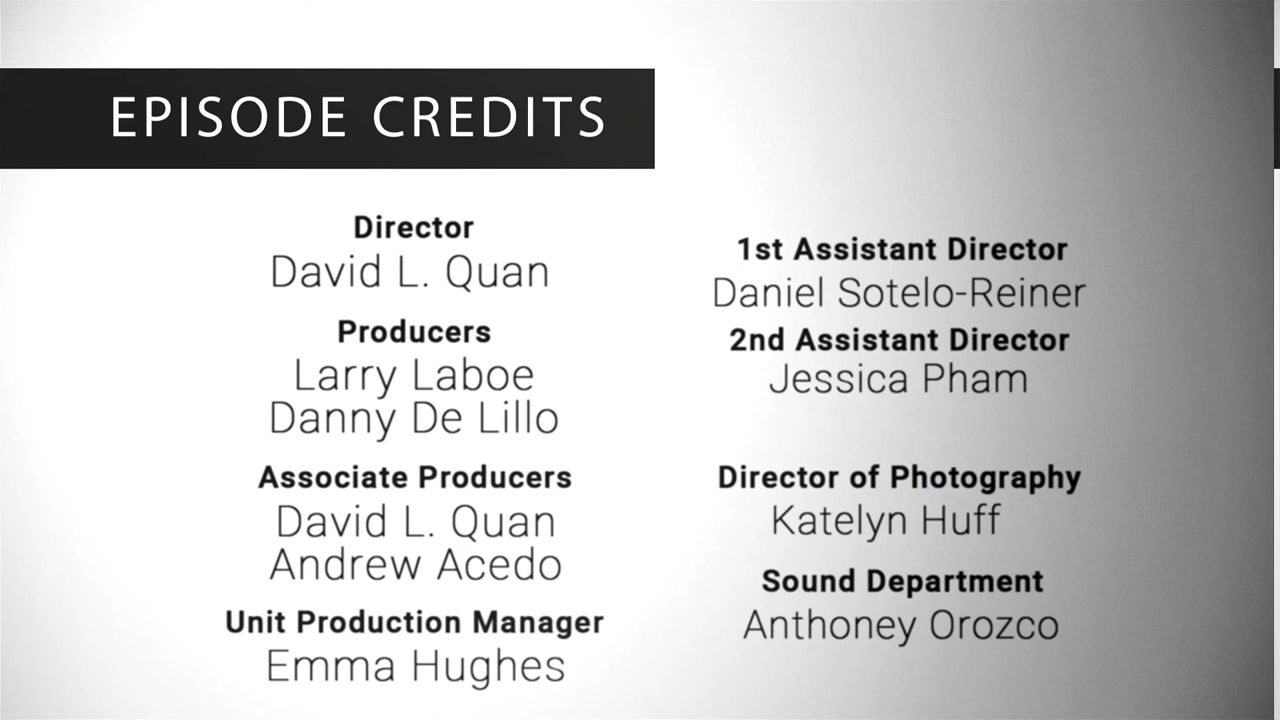 EPISODE CREDITS
Director
David L. Quan
Producers
Larry Laboe
Danny De Lillo
Associate Producers
David L. Quan
Andrew Acedo
Unit Production Manager
Emma Hughes
1st Assistant Director
Daniel Sotelo-Reiner
2nd Assistant Director
Jessica Pham
Director of Photography
Katelyn Huff
Sound Department
Anthoney Orozco